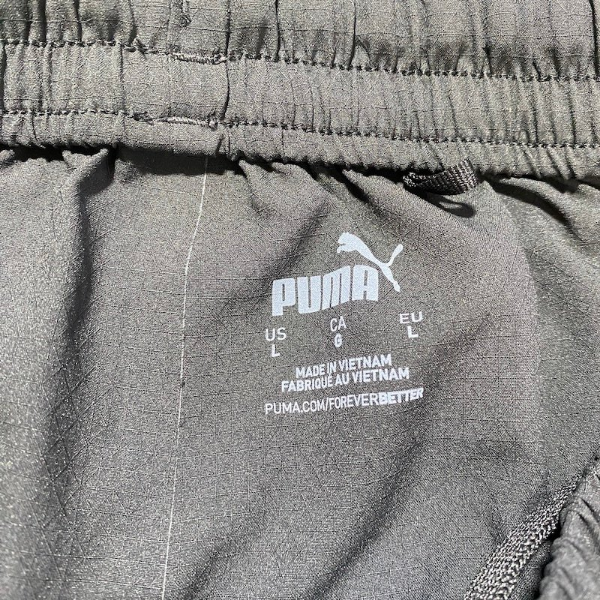 PUMA
US CA EU
L G L
MADE IN VIETNAM
FABRIQUÉ AU VIETNAM
PUMA.COM/FOREVERBETTER